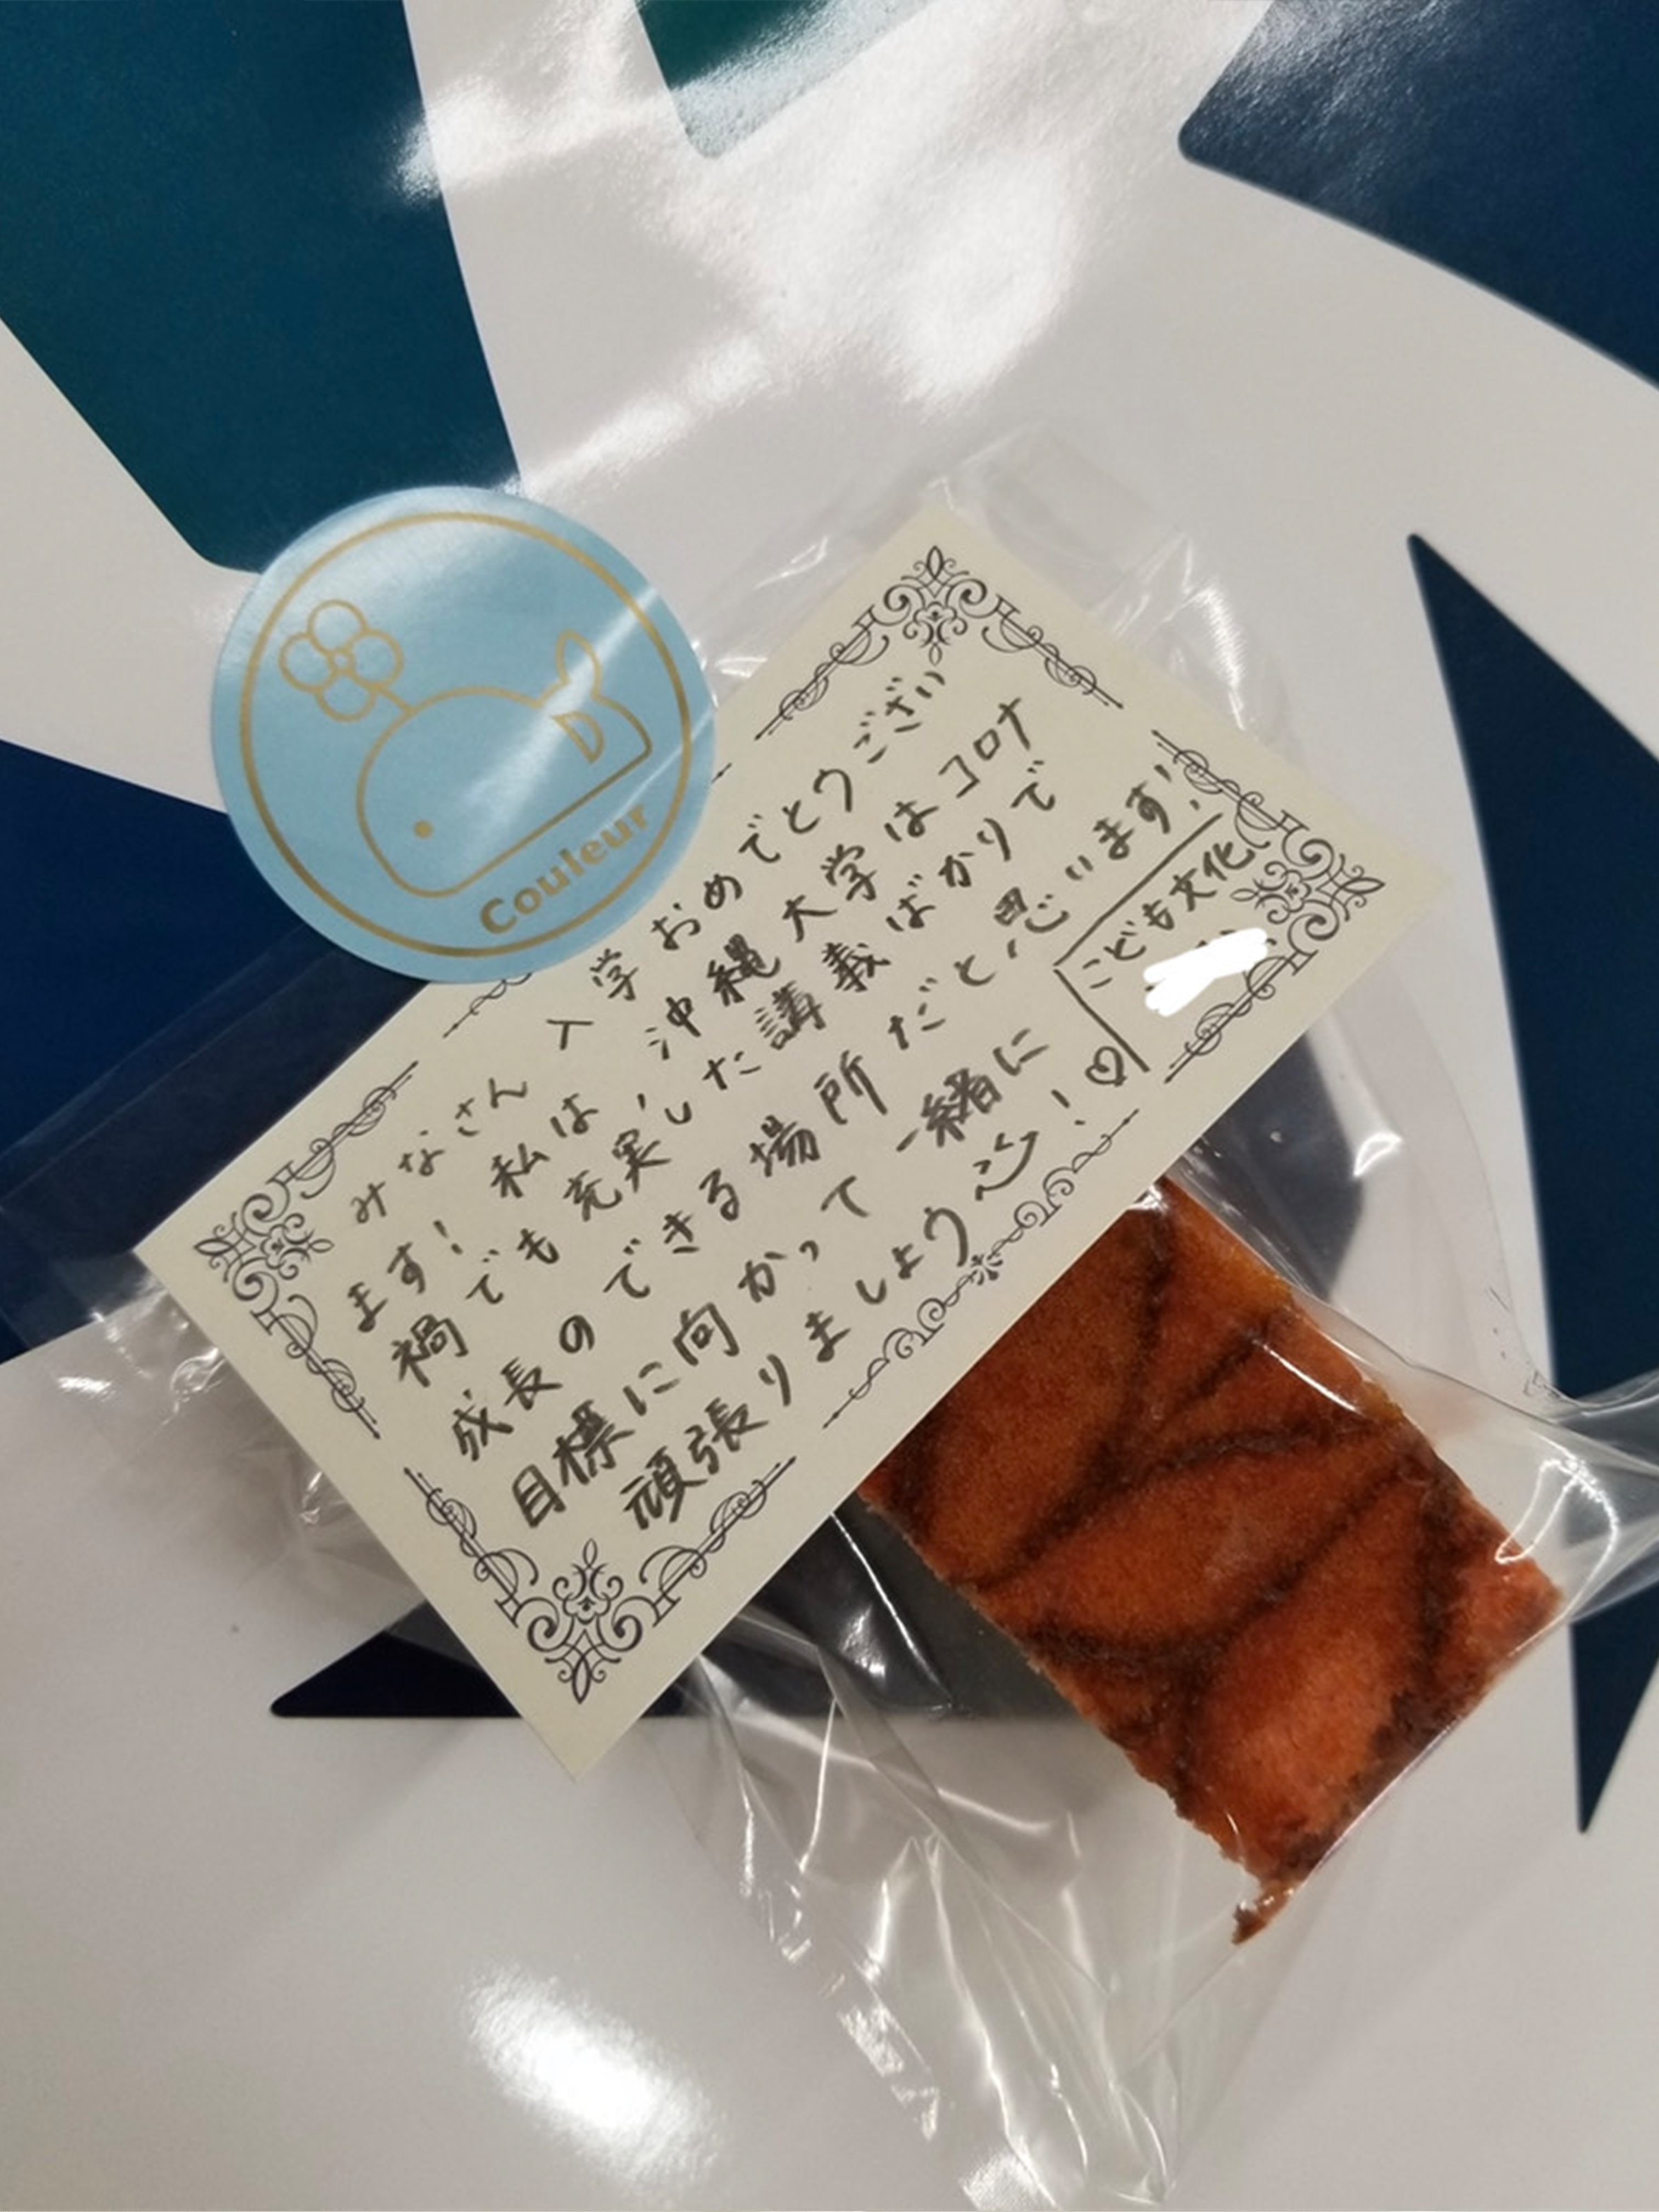 Couleur
みなさん 入学おめでとうござい
ます! 私は 沖縄大学はコロナ
禍でも充実した講義ばかりで
成長のできる場所だと思います!
目標に向かって一緒に
頑張りましょう!
こども文化